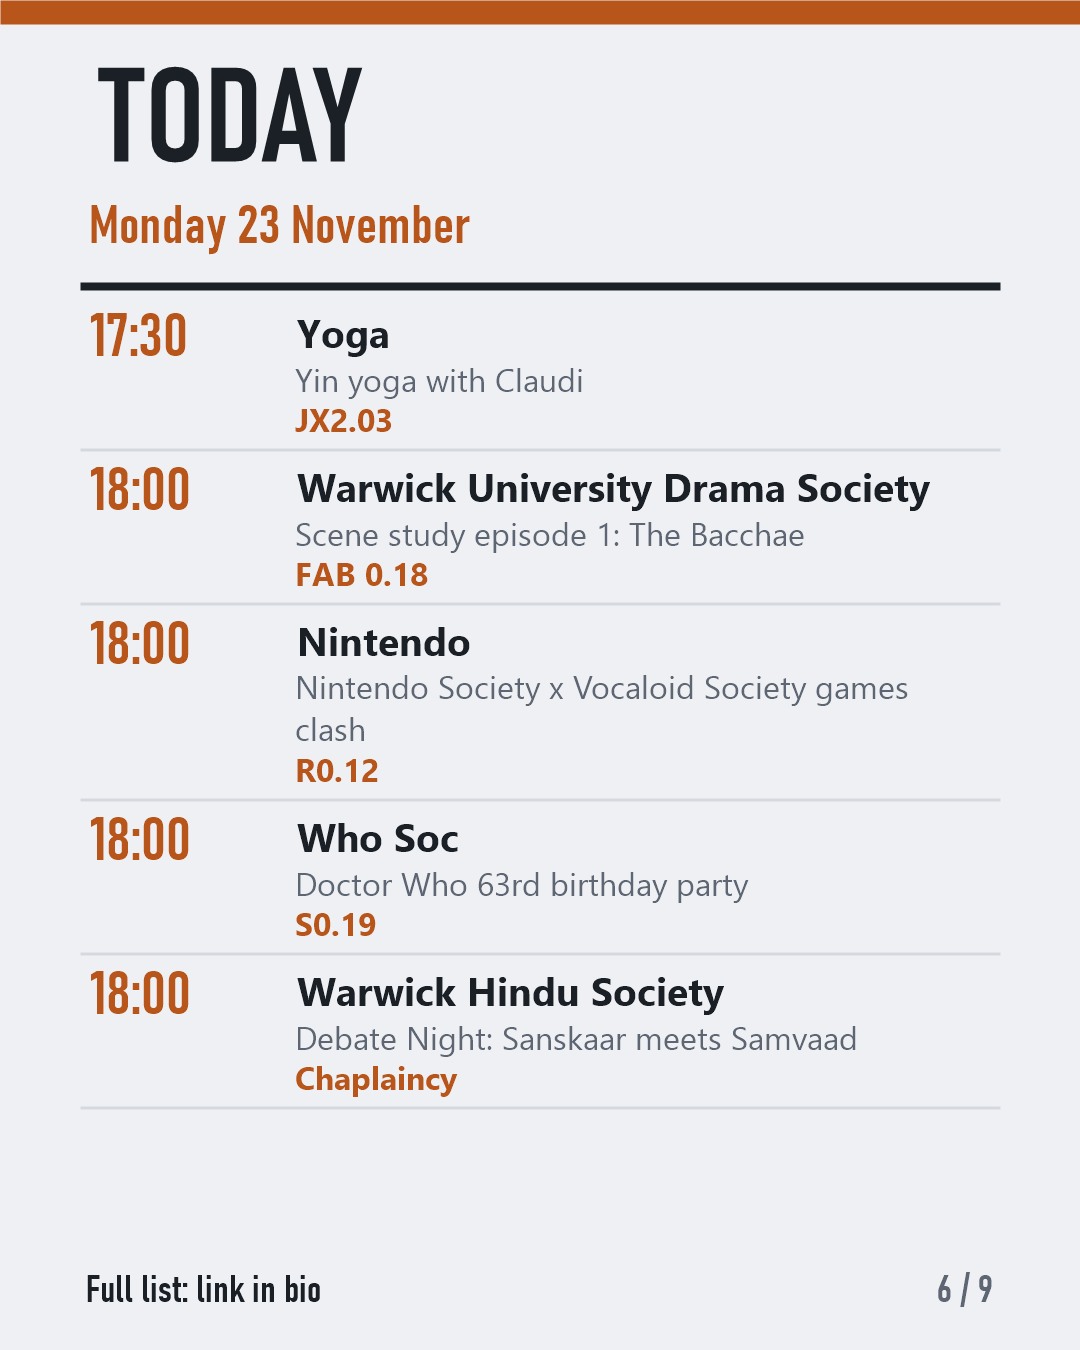 TODAY
Monday 23 November
17:30
Yoga
Yin yoga with Claudi
JX2.03
18:00
Warwick University Drama Society
Scene study episode 1: The Bacchae
FAB 0.18
18:00
Nintendo
Nintendo Society x Vocaloid Society games
clash
R0.12
18:00
Who Soc
Doctor Who 63rd birthday party
S0.19
18:00
Warwick Hindu Society
Debate Night: Sanskaar meets Samvaad
Chaplaincy
Full list: link in bio
6 / 9